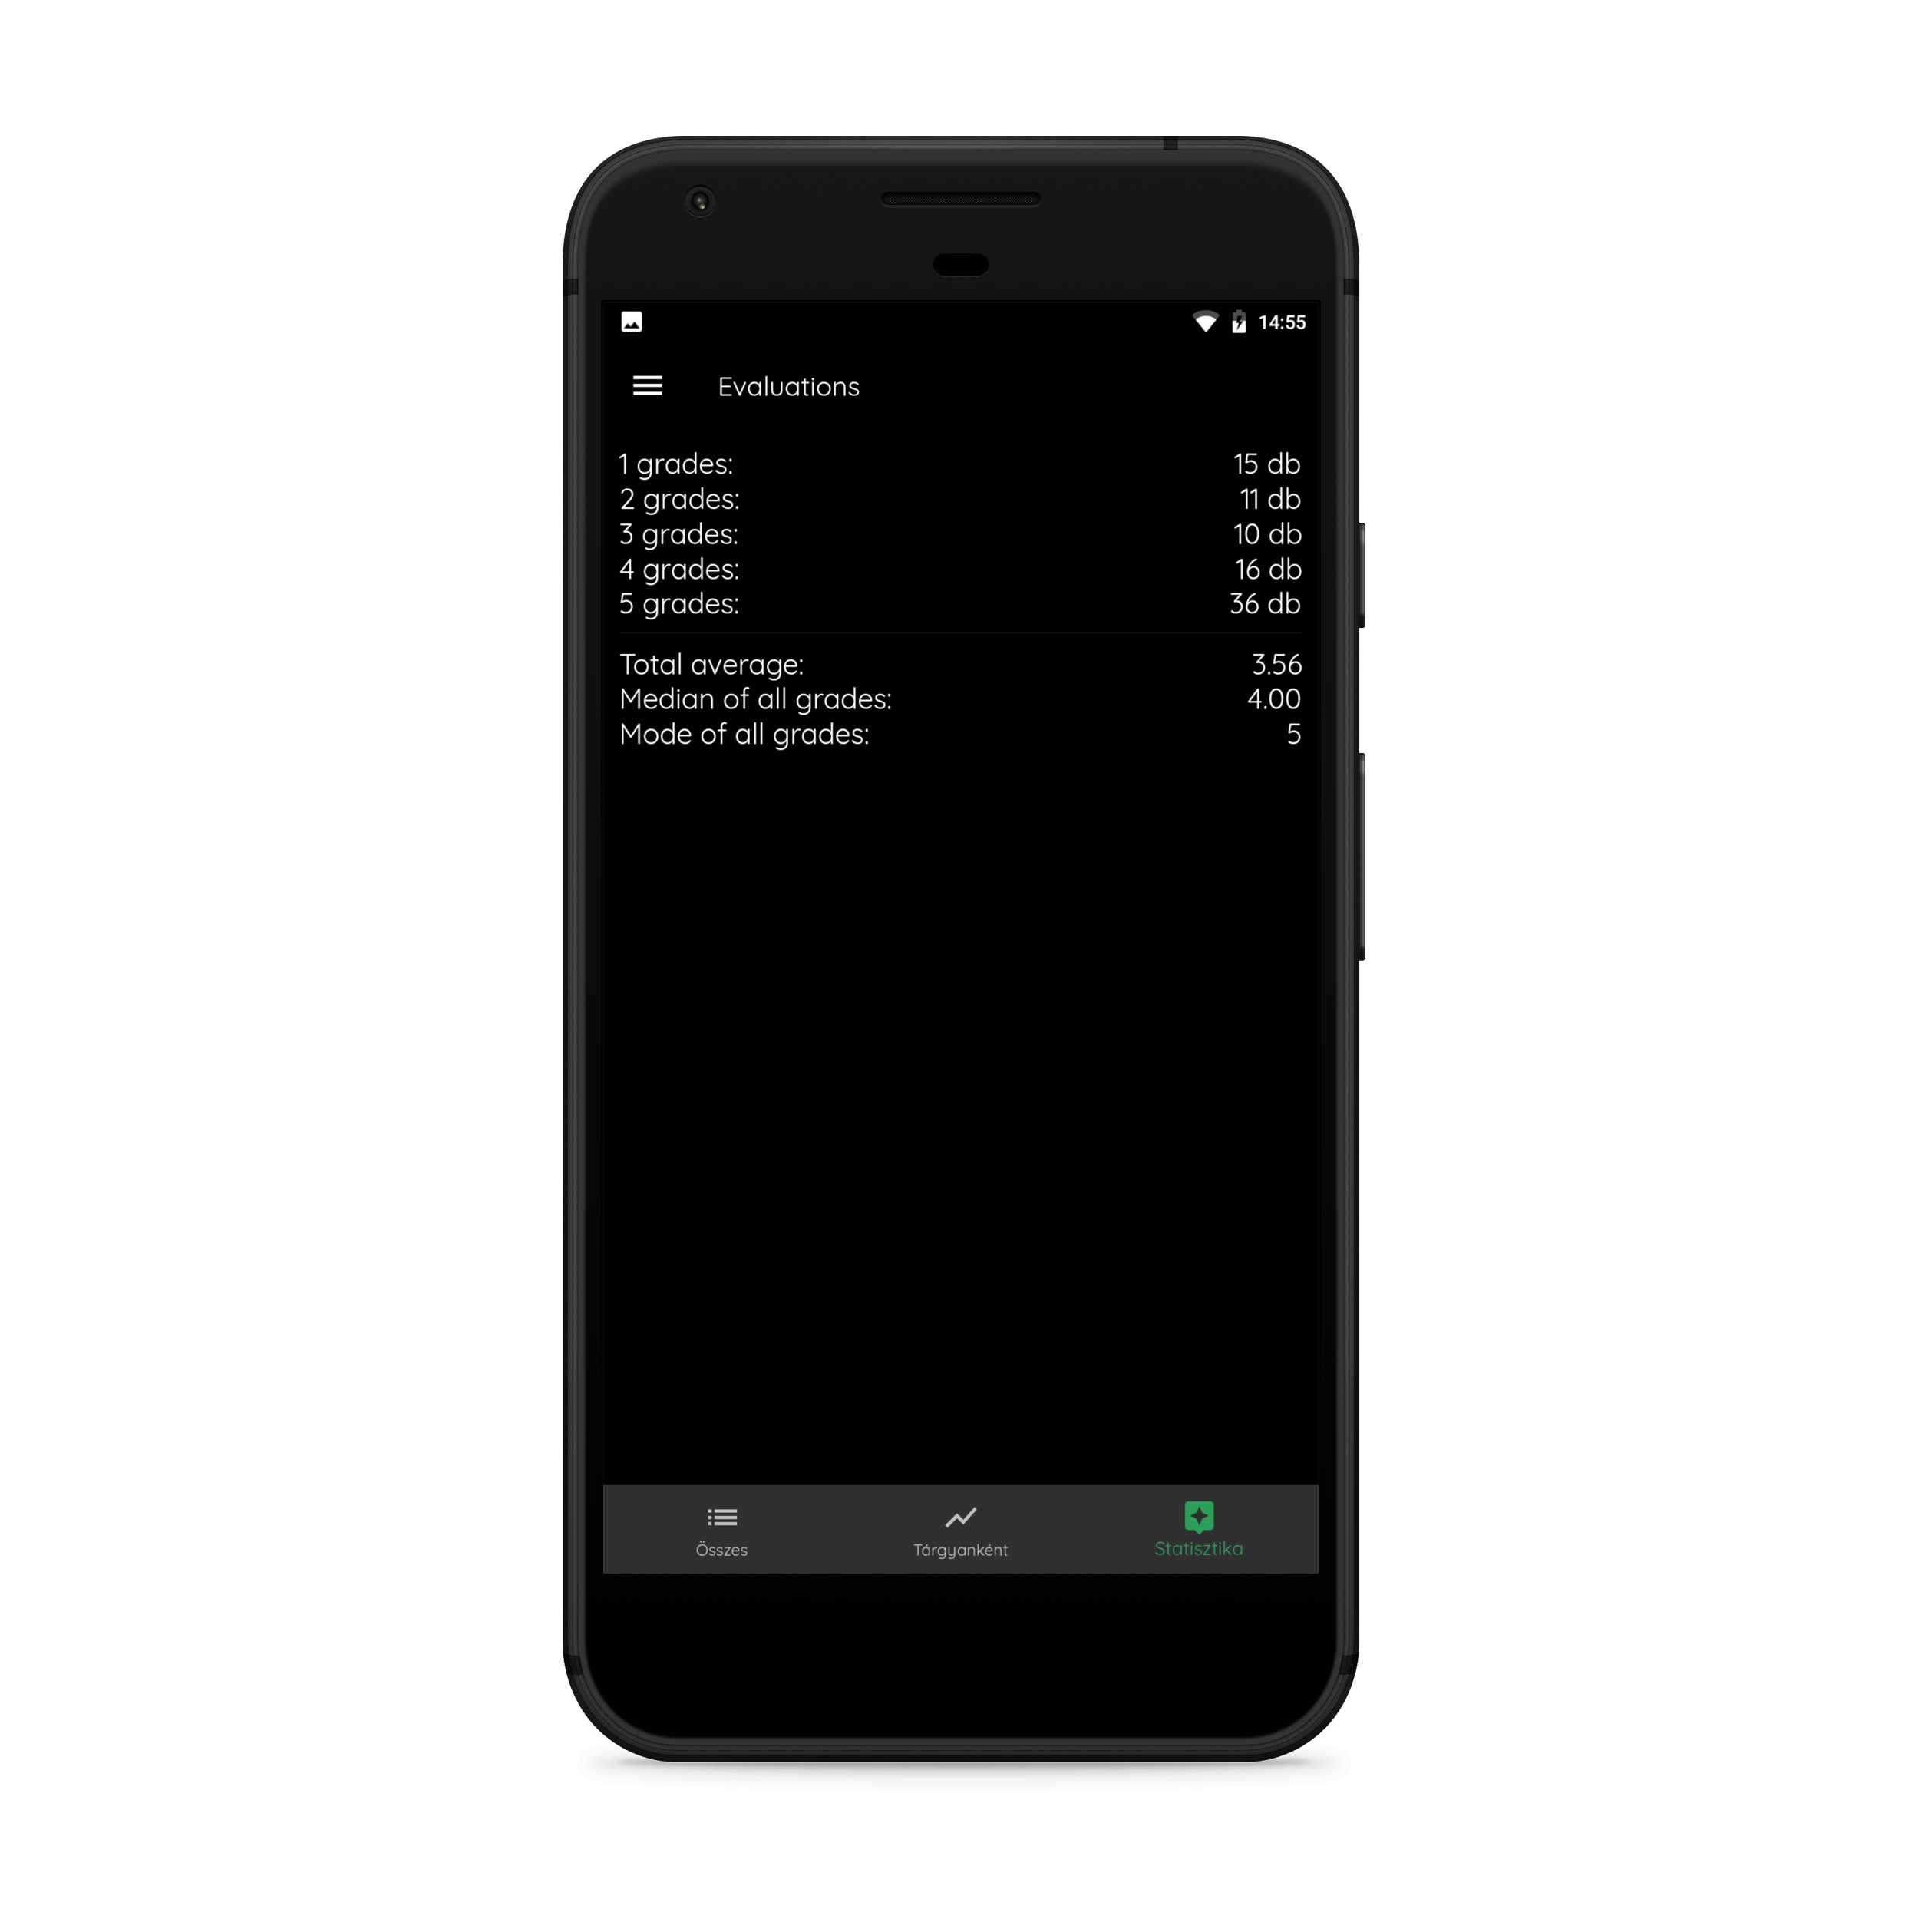 14:55
Evaluations
1 grades: 15 db
2 grades: 11 db
3 grades: 10 db
4 grades: 16 db
5 grades: 36 db
Total average: 3.56
Median of all grades: 4.00
Mode of all grades: 5
Összes Tárgyanként Statisztika